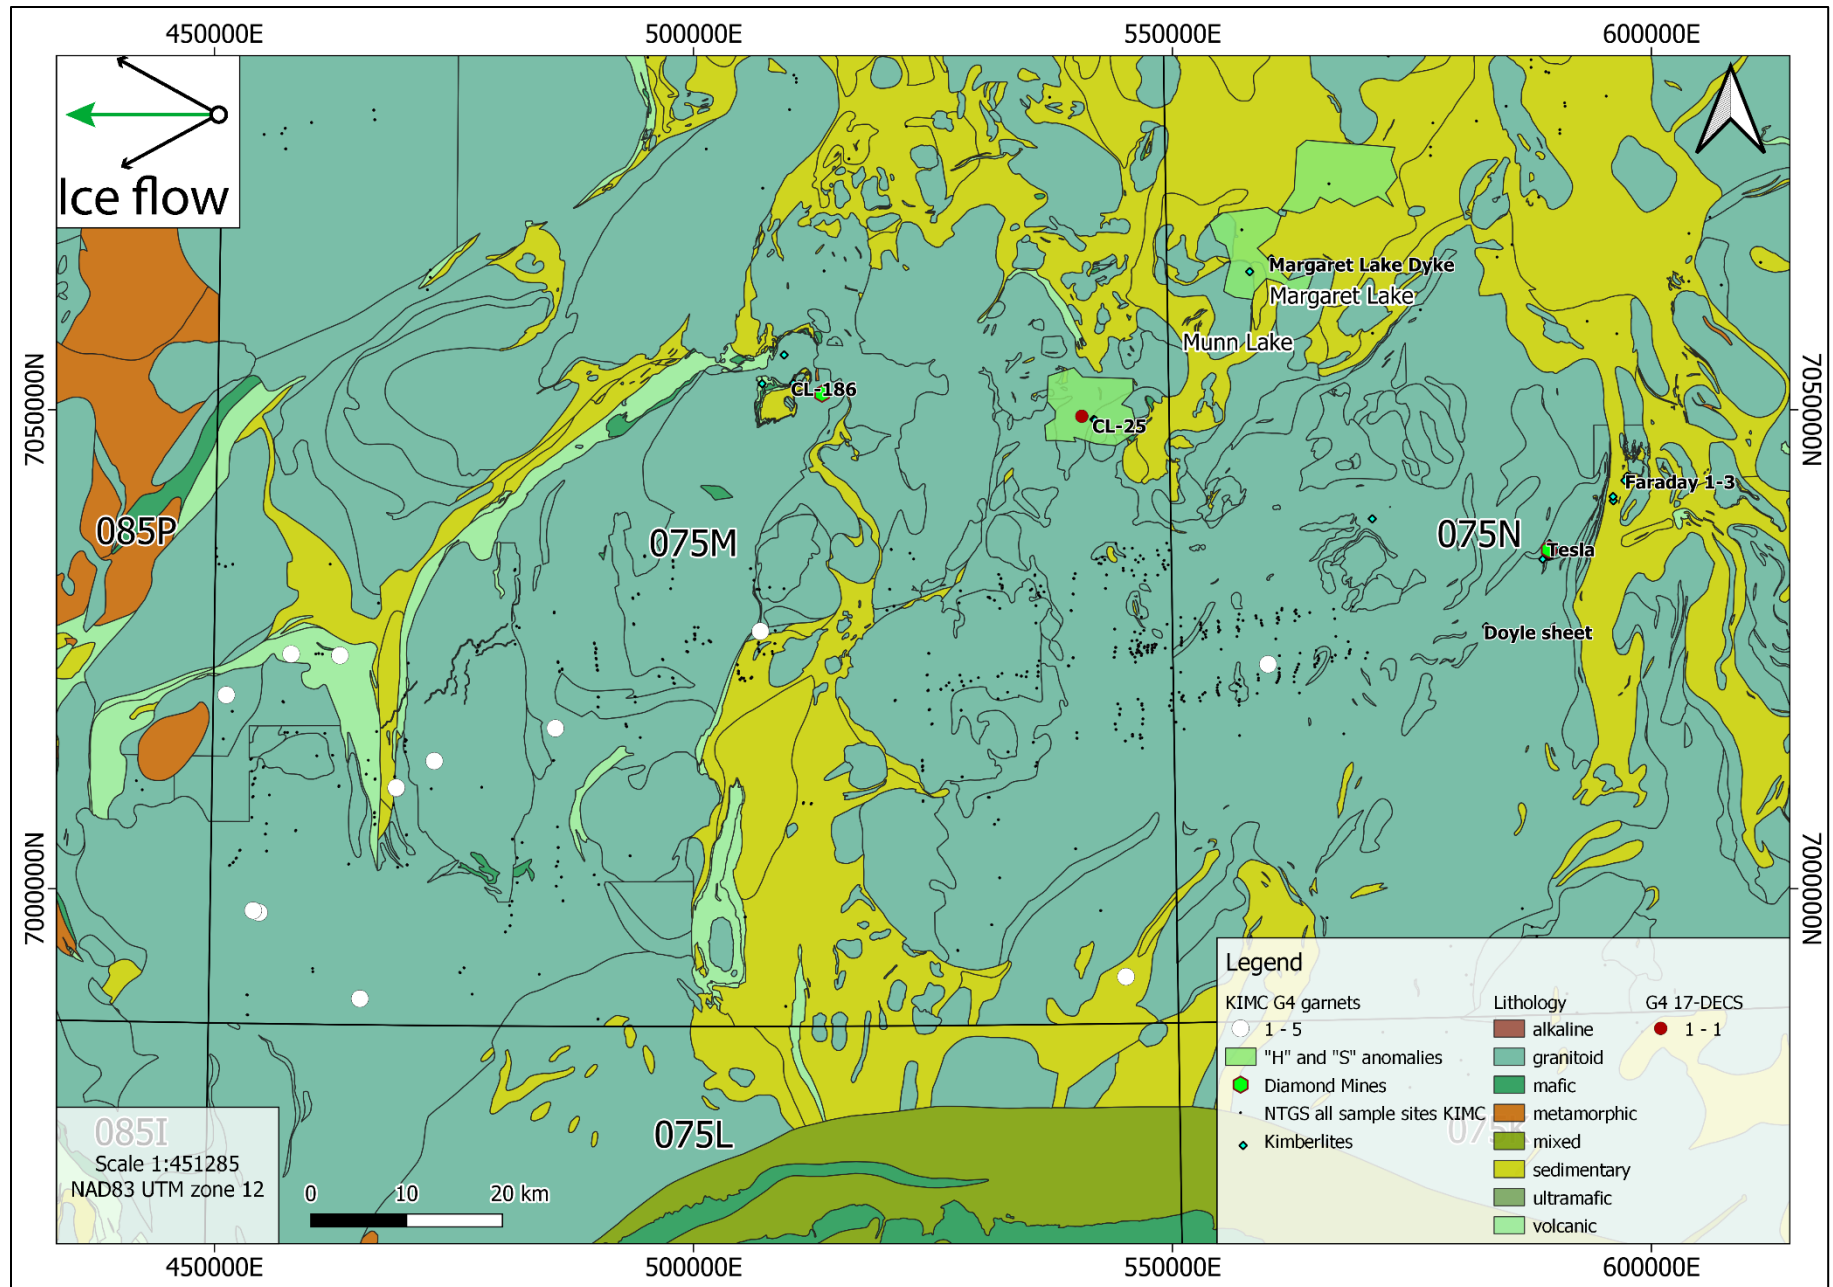 450000E
500000E
550000E
600000E
Ice flow
Margaret Lake Dyke
Margaret Lake
Munn Lake
7050000N
7050000N
CL-186
CL-25
Faraday 1-3
085P
075M
075N
Tesla
Doyle sheet
7000000N
7000000N
Legend
KIMC G4 garnets
1 - 5
"H" and "S" anomalies
Diamond Mines
NTGS all sample sites KIMC
Kimberlites
Lithology
alkaline
granitoid
mafic
metamorphic
mixed
sedimentary
ultramafic
volcanic
G4 17-DECS
1 - 1
085I
075L
075K
Scale 1:451285
NAD83 UTM zone 12
0
10
20 km
450000E
500000E
550000E
600000E